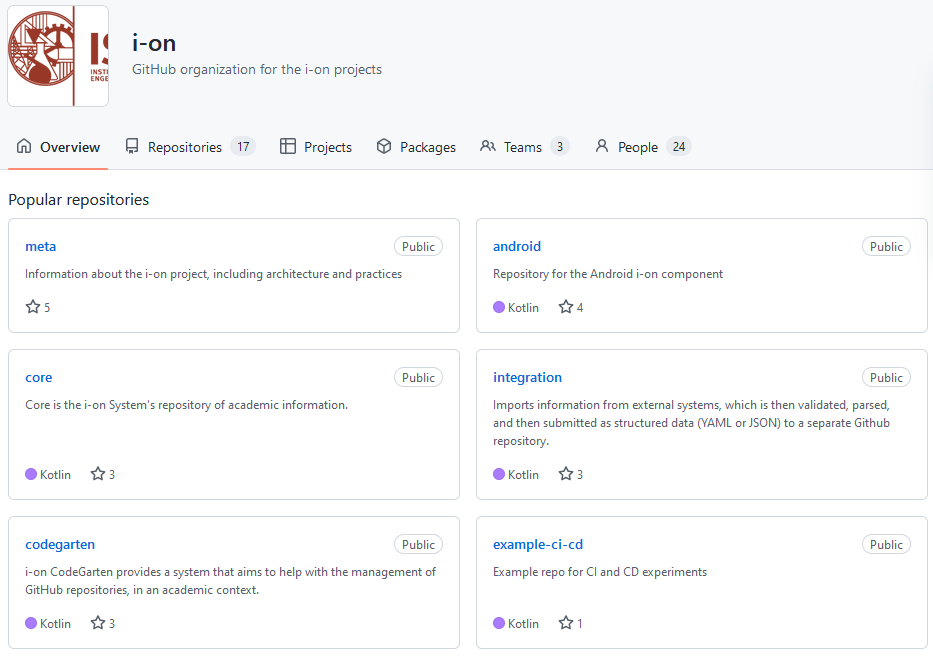 i-on
GitHub organization for the i-on projects
IS
INSTI
ENGE
Overview
Repositories 17
Projects
Packages
Teams 3
People 24
Popular repositories
meta
Public
Information about the i-on project, including architecture and practices
5
android
Public
Repository for the Android i-on component
Kotlin 4
core
Public
Core is the i-on System's repository of academic information.
Kotlin 3
integration
Public
Imports information from external systems, which is then validated, parsed,
and then submitted as structured data (YAML or JSON) to a separate Github
repository.
Kotlin 3
codegarten
Public
i-on CodeGarten provides a system that aims to help with the management of
GitHub repositories, in an academic context.
Kotlin 3
example-ci-cd
Public
Example repo for CI and CD experiments
Kotlin 1